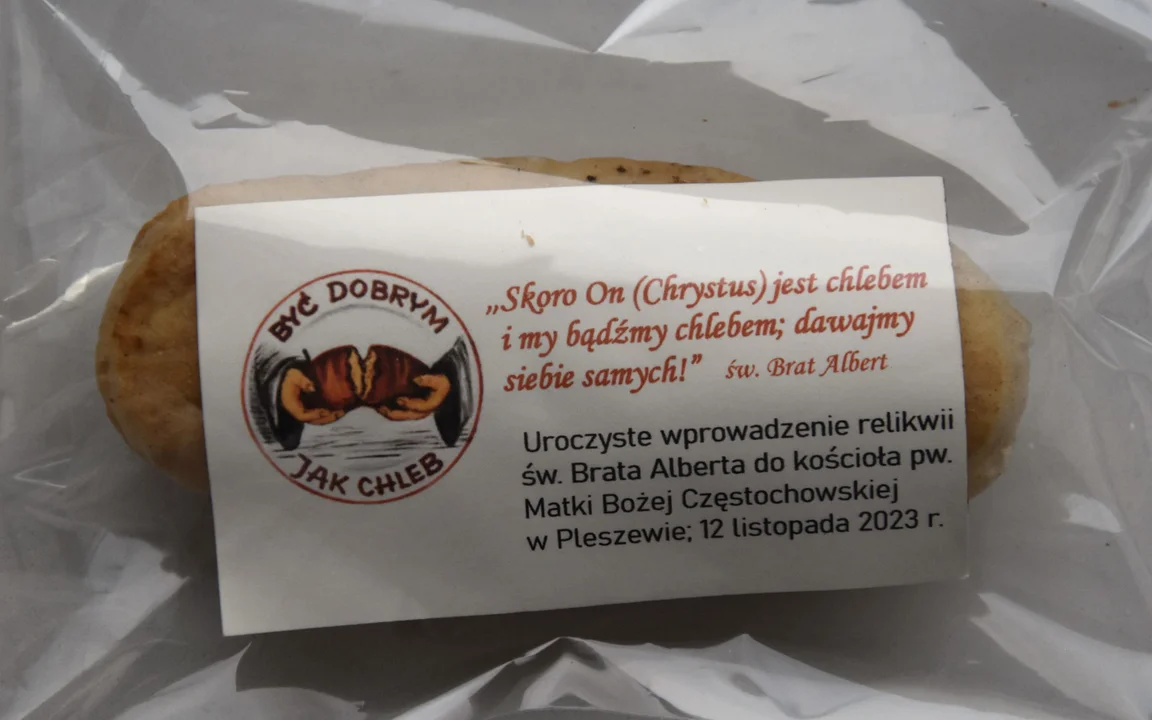 BYĆ DOBRYM
JAK CHLEB
„Skoro On (Chrystus) jest chlebem
i my bądźmy chlebem; dawajmy
siebie samych!” św. Brat Albert
Uroczyste wprowadzenie relikwii
św. Brata Alberta do kościoła pw.
Matki Bożej Częstochowskiej
w Pleszewie; 12 listopada 2023 r.